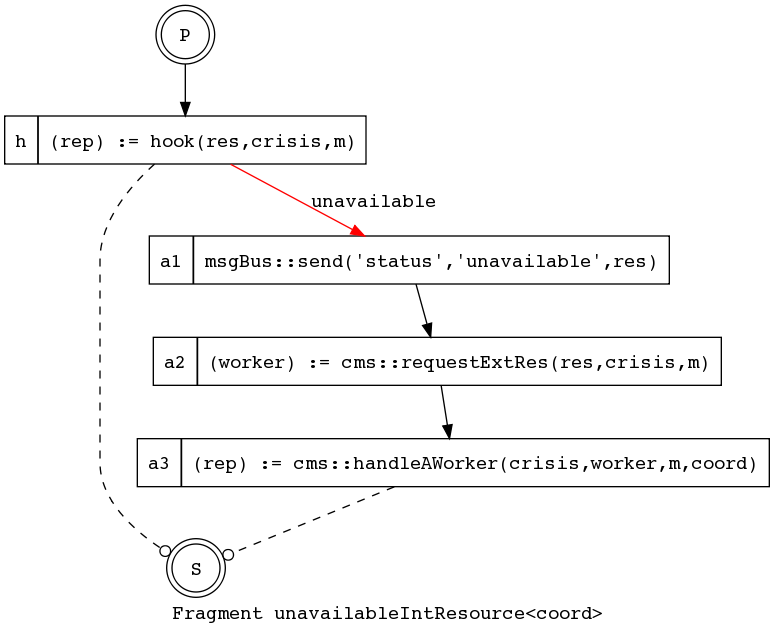 P
h (rep) := hook(res,crisis,m)
unavailable
a1 msgBus::send('status','unavailable',res)
a2 (worker) := cms::requestExtRes(res,crisis,m)
a3 (rep) := cms::handleAWorker(crisis,worker,m,coord)
S
Fragment unavailableIntResource<coord>